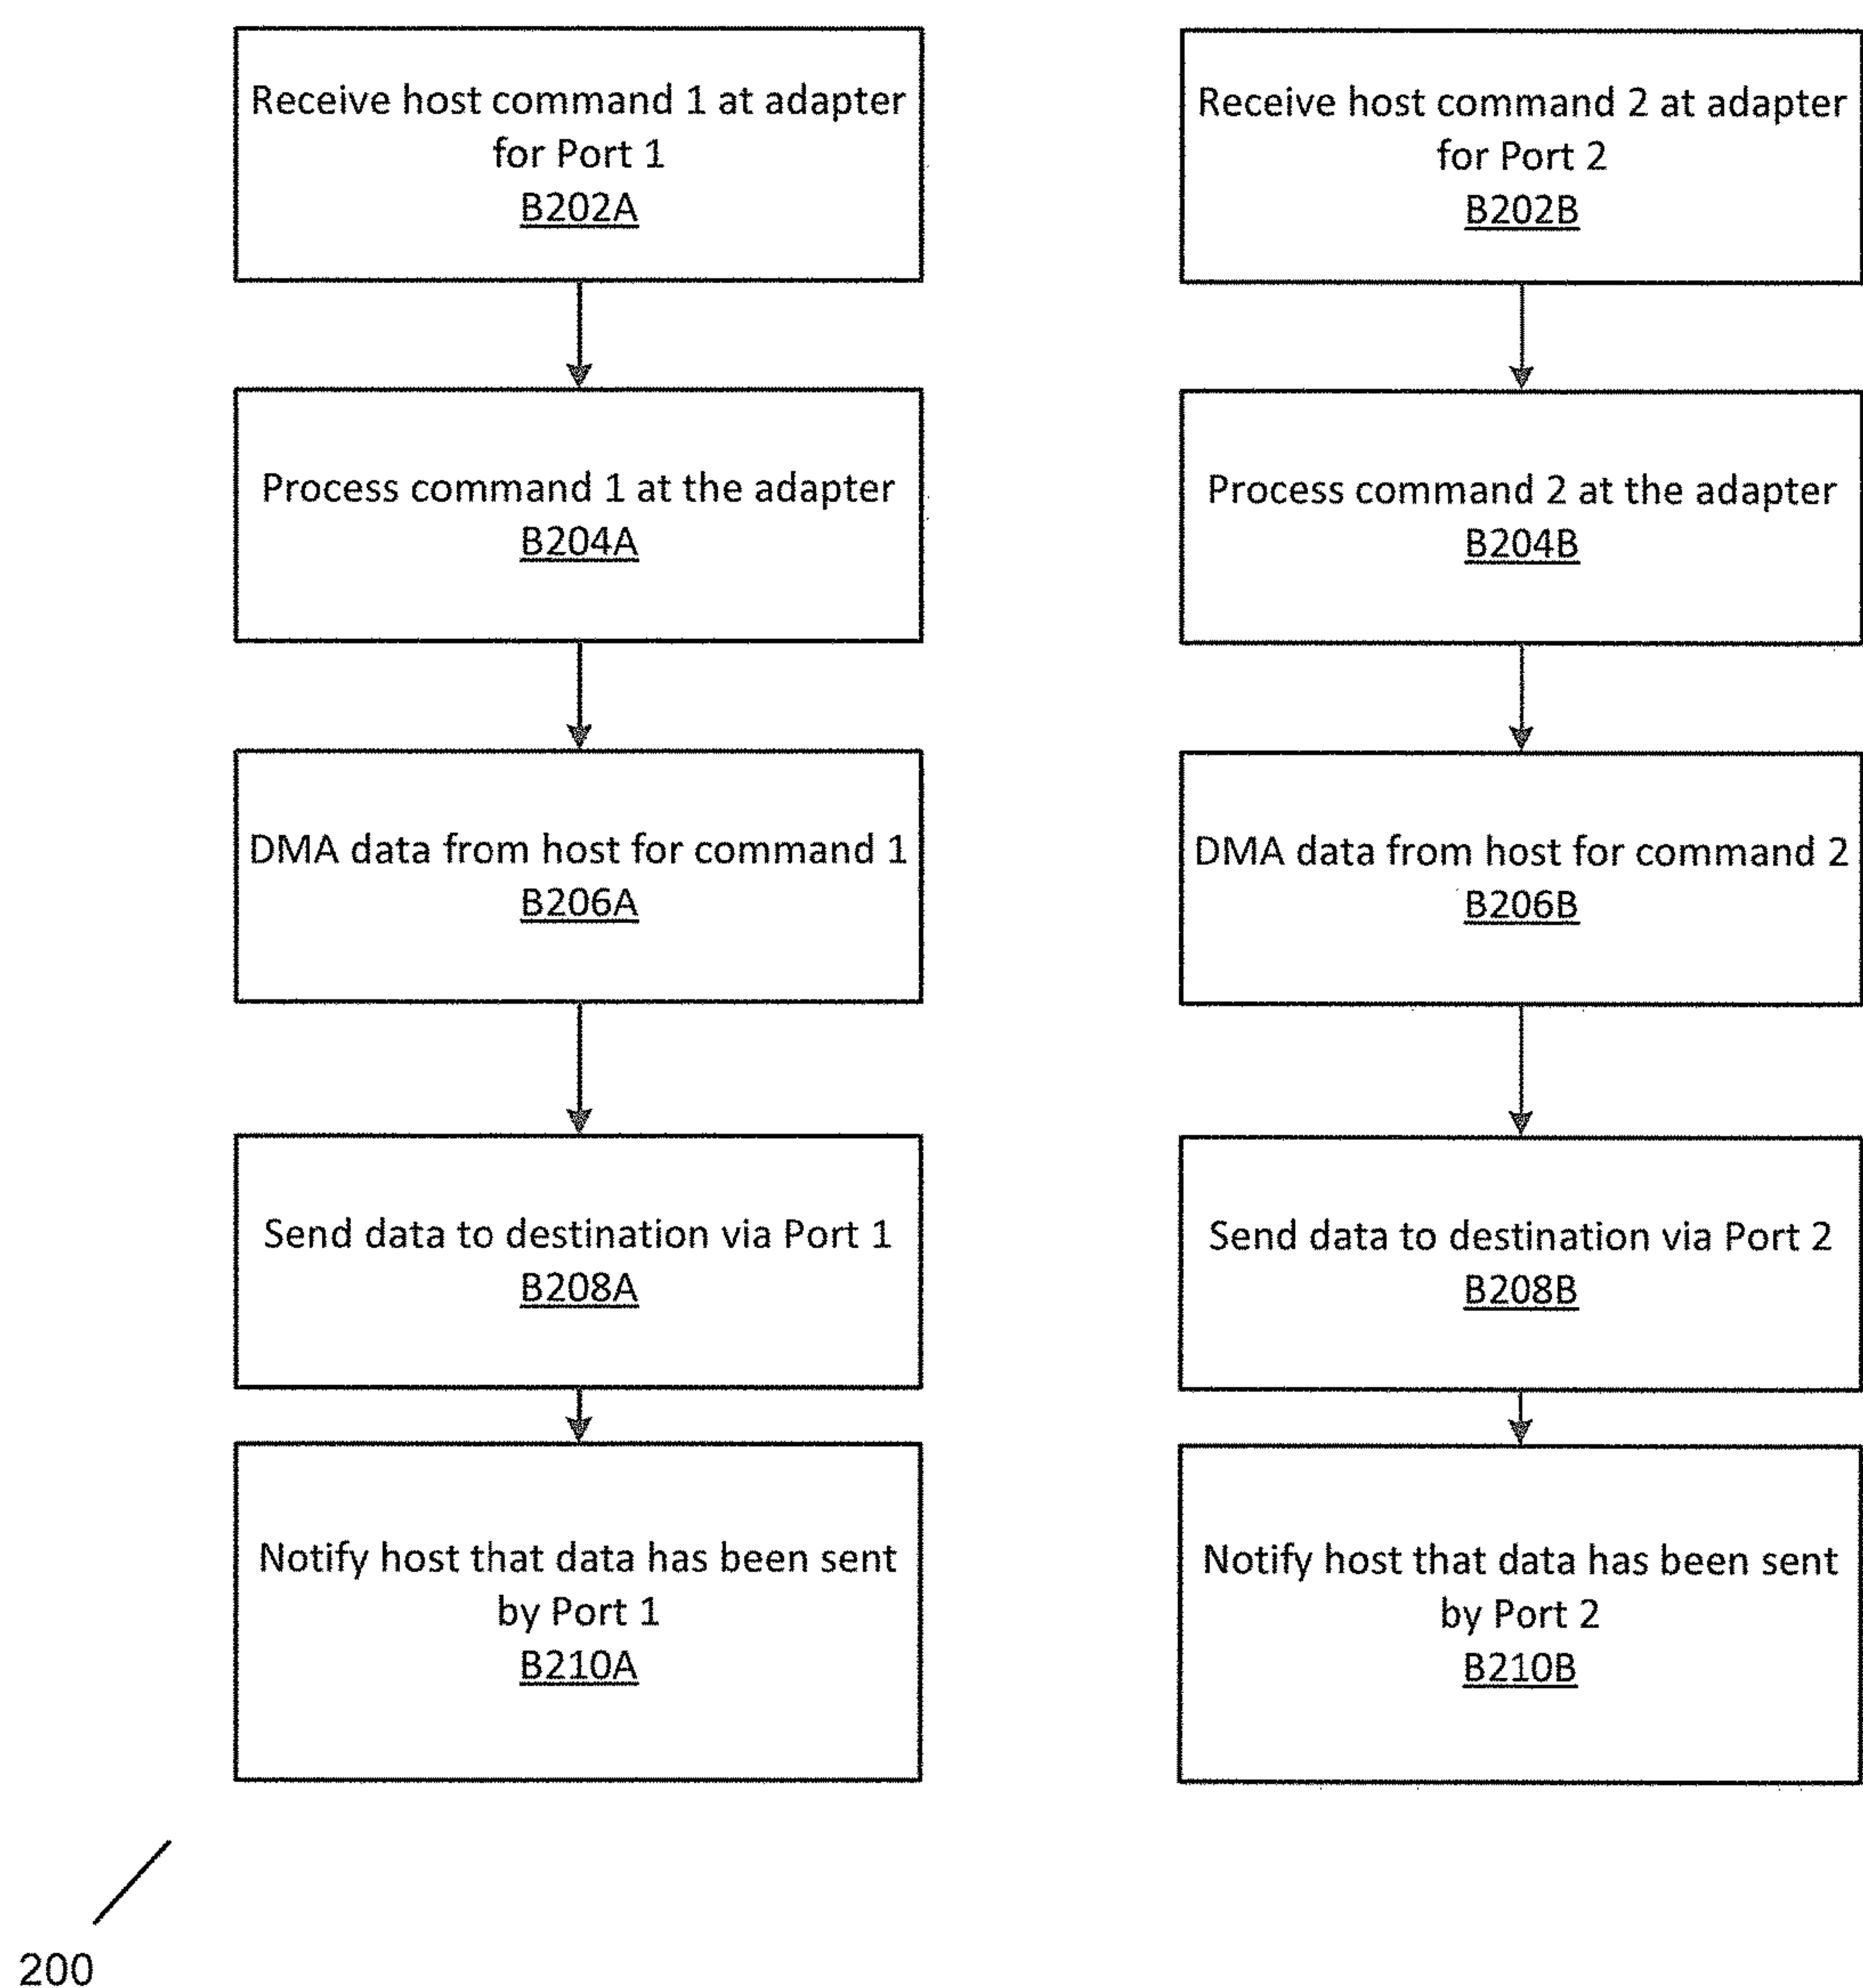 Receive host command 1 at adapter
for Port 1
B202A
Process command 1 at the adapter
B204A
DMA data from host for command 1
B206A
Send data to destination via Port 1
B208A
Notify host that data has been sent
by Port 1
B210A
Receive host command 2 at adapter
for Port 2
B202B
Process command 2 at the adapter
B204B
DMA data from host for command 2
B206B
Send data to destination via Port 2
B208B
Notify host that data has been sent
by Port 2
B210B
200